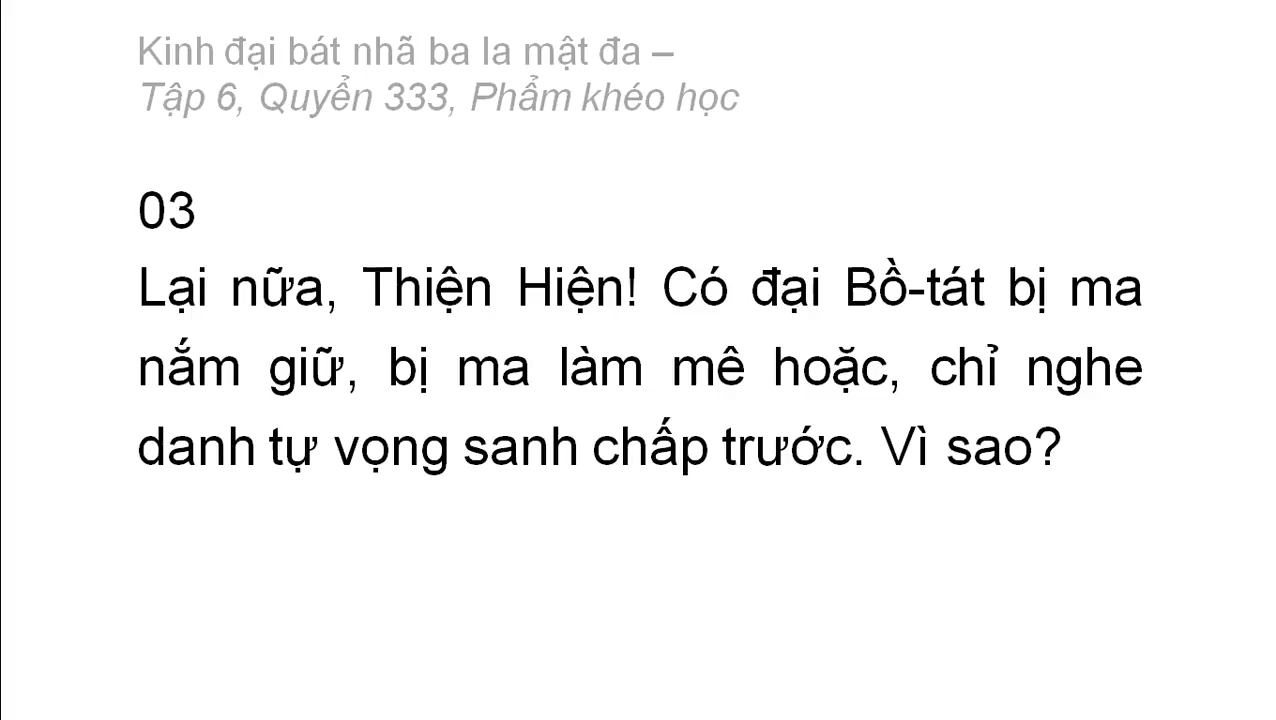 Kinh đại bát nhã ba la mật đa –
Tập 6, Quyển 333, Phẩm khéo học
03
Lại nữa, Thiện Hiện! Có đại Bồ-tát bị ma
nắm giữ, bị ma làm mê hoặc, chỉ nghe
danh tự vọng sanh chấp trước. Vì sao?